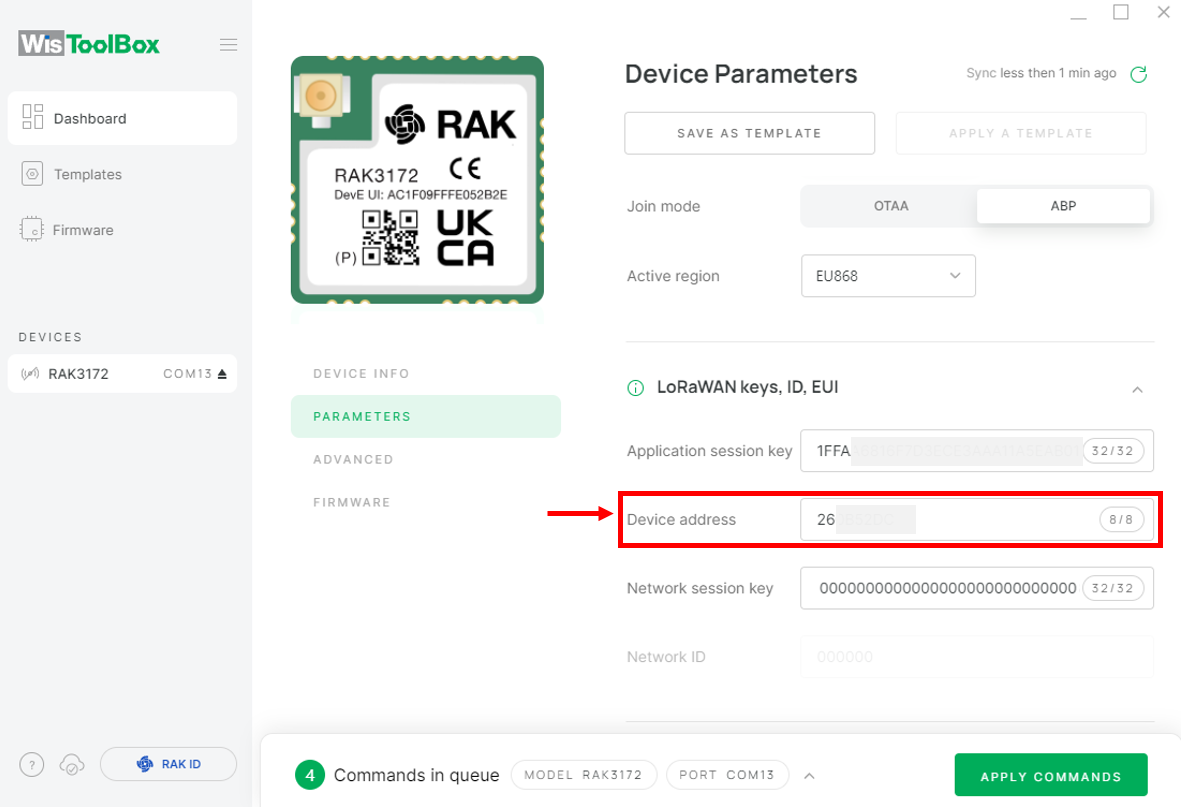 WisToolBox
Dashboard
Templates
Firmware
DEVICES
RAK3172 COM13
?
RAK ID
RAK
RAK3172
DevE UI: AC1F09FFFE052B2E
(P)
UK
CA
DEVICE INFO
PARAMETERS
ADVANCED
FIRMWARE
Device Parameters
Sync less then 1 min ago
SAVE AS TEMPLATE
APPLY A TEMPLATE
Join mode
OTAA
ABP
Active region
EU868
LoRaWAN keys, ID, EUI
Application session key
1FFA
32/32
Device address
26
8/8
Network session key
00000000000000000000000000000
32/32
Network ID
000000
4 Commands in queue
MODEL RAK3172
PORT COM13
APPLY COMMANDS